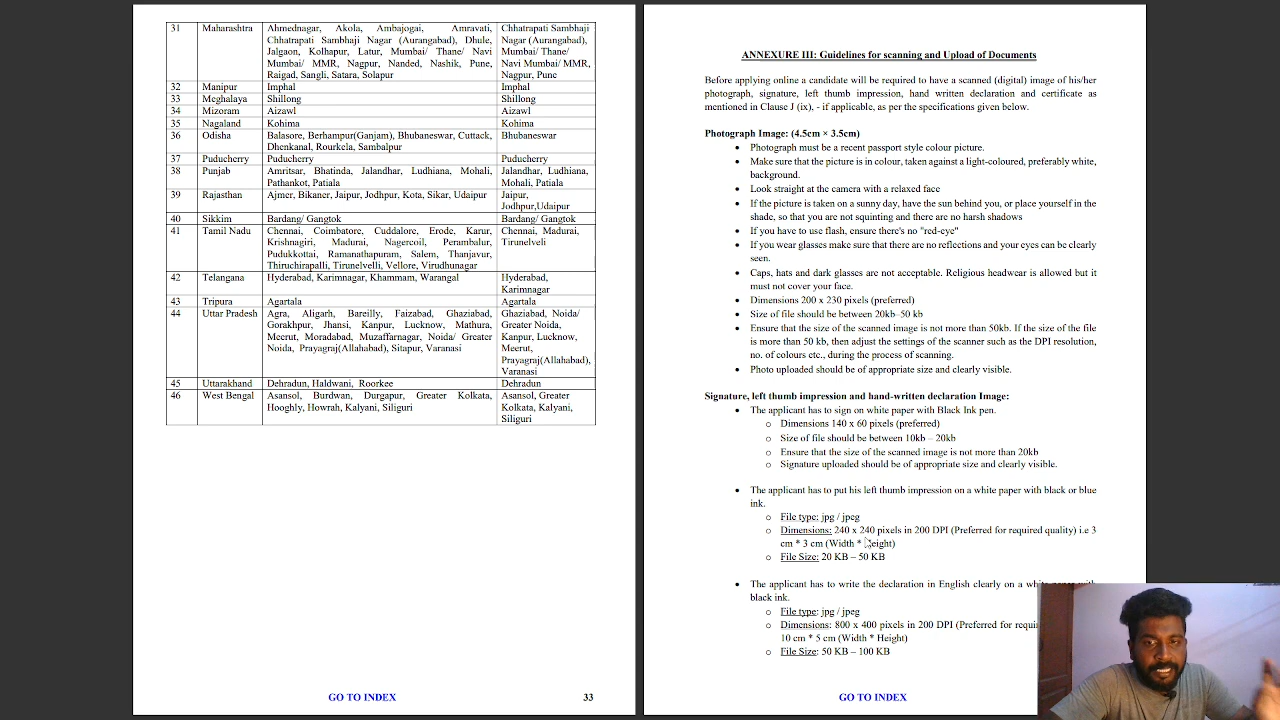 31 Maharashtra Ahmednagar, Akola, Ambajogai, Amravati, Chhatrapati Sambhaji
Chhatrapati Sambhaji Nagar (Aurangabad), Dhule, Nagar (Aurangabad),
Jalgaon, Kolhapur, Latur, Mumbai/ Thane/ Navi Mumbai/ Thane/
Mumbai/ MMR, Nagpur, Nanded, Nashik, Pune, Navi Mumbai/ MMR,
Raigad, Sangli, Satara, Solapur Nagpur, Pune
32 Manipur Imphal Imphal
33 Meghalaya Shillong Shillong
34 Mizoram Aizawl Aizawl
35 Nagaland Kohima Kohima
36 Odisha Balasore, Berhampur(Ganjam), Bhubaneswar, Cuttack, Bhubaneswar
Dhenkanal, Rourkela, Sambalpur
37 Puducherry Puducherry Puducherry
38 Punjab Amritsar, Bhatinda, Jalandhar, Ludhiana, Mohali, Jalandhar, Ludhiana,
Pathankot, Patiala Mohali, Patiala
39 Rajasthan Ajmer, Bikaner, Jaipur, Jodhpur, Kota, Sikar, Udaipur Jaipur,
Jodhpur,Udaipur
40 Sikkim Bardang/ Gangtok Bardang/ Gangtok
41 Tamil Nadu Chennai, Coimbatore, Cuddalore, Erode, Karur, Chennai, Madurai,
Krishnagiri, Madurai, Nagercoil, Perambalur, Tirunelveli
Pudukkottai, Ramanathapuram, Salem, Thanjavur,
Thiruchirapalli, Tirunelvelli, Vellore, Virudhunagar
42 Telangana Hyderabad, Karimnagar, Khammam, Warangal Hyderabad,
Karimnagar
43 Tripura Agartala Agartala
44 Uttar Pradesh Agra, Aligarh, Bareilly, Faizabad, Ghaziabad, Ghaziabad, Noida/
Gorakhpur, Jhansi, Kanpur, Lucknow, Mathura, Greater Noida,
Meerut, Moradabad, Muzaffarnagar, Noida/ Greater Kanpur, Lucknow,
Noida, Prayagraj(Allahabad), Sitapur, Varanasi Meerut,
Prayagraj(Allahabad),
Varanasi
45 Uttarakhand Dehradun, Haldwani, Roorkee Dehradun
46 West Bengal Asansol, Burdwan, Durgapur, Greater Kolkata, Asansol, Greater
Hooghly, Howrah, Kalyani, Siliguri Kolkata, Kalyani,
Siliguri
GO TO INDEX 33
ANNEXURE III: Guidelines for scanning and Upload of Documents
Before applying online a candidate will be required to have a scanned (digital) image of his/her
photograph, signature, left thumb impression, hand written declaration and certificate as
mentioned in Clause J (ix), - if applicable, as per the specifications given below.
Photograph Image: (4.5cm × 3.5cm)
• Photograph must be a recent passport style colour picture.
• Make sure that the picture is in colour, taken against a light-coloured, preferably white,
background.
• Look straight at the camera with a relaxed face
• If the picture is taken on a sunny day, have the sun behind you, or place yourself in the
shade, so that you are not squinting and there are no harsh shadows
• If you have to use flash, ensure there's no "red-eye"
• If you wear glasses make sure that there are no reflections and your eyes can be clearly
seen.
• Caps, hats and dark glasses are not acceptable. Religious headwear is allowed but it
must not cover your face.
• Dimensions 200 x 230 pixels (preferred)
• Size of file should be between 20kb–50 kb
• Ensure that the size of the scanned image is not more than 50kb. If the size of the file
is more than 50 kb, then adjust the settings of the scanner such as the DPI resolution,
no. of colours etc., during the process of scanning.
• Photo uploaded should be of appropriate size and clearly visible.
Signature, left thumb impression and hand-written declaration Image:
• The applicant has to sign on white paper with Black Ink pen.
o Dimensions 140 x 60 pixels (preferred)
o Size of file should be between 10kb – 20kb
o Ensure that the size of the scanned image is not more than 20kb
o Signature uploaded should be of appropriate size and clearly visible.
• The applicant has to put his left thumb impression on a white paper with black or blue
ink.
o File type: jpg / jpeg
o Dimensions: 240 x 240 pixels in 200 DPI (Preferred for required quality) i.e 3
cm * 3 cm (Width * Height)
o File Size: 20 KB – 50 KB
• The applicant has to write the declaration in English clearly on a white paper with
black ink.
o File type: jpg / jpeg
o Dimensions: 800 x 400 pixels in 200 DPI (Preferred for
10 cm * 5 cm (Width * Height)
o File Size: 50 KB – 100 KB
GO TO INDEX